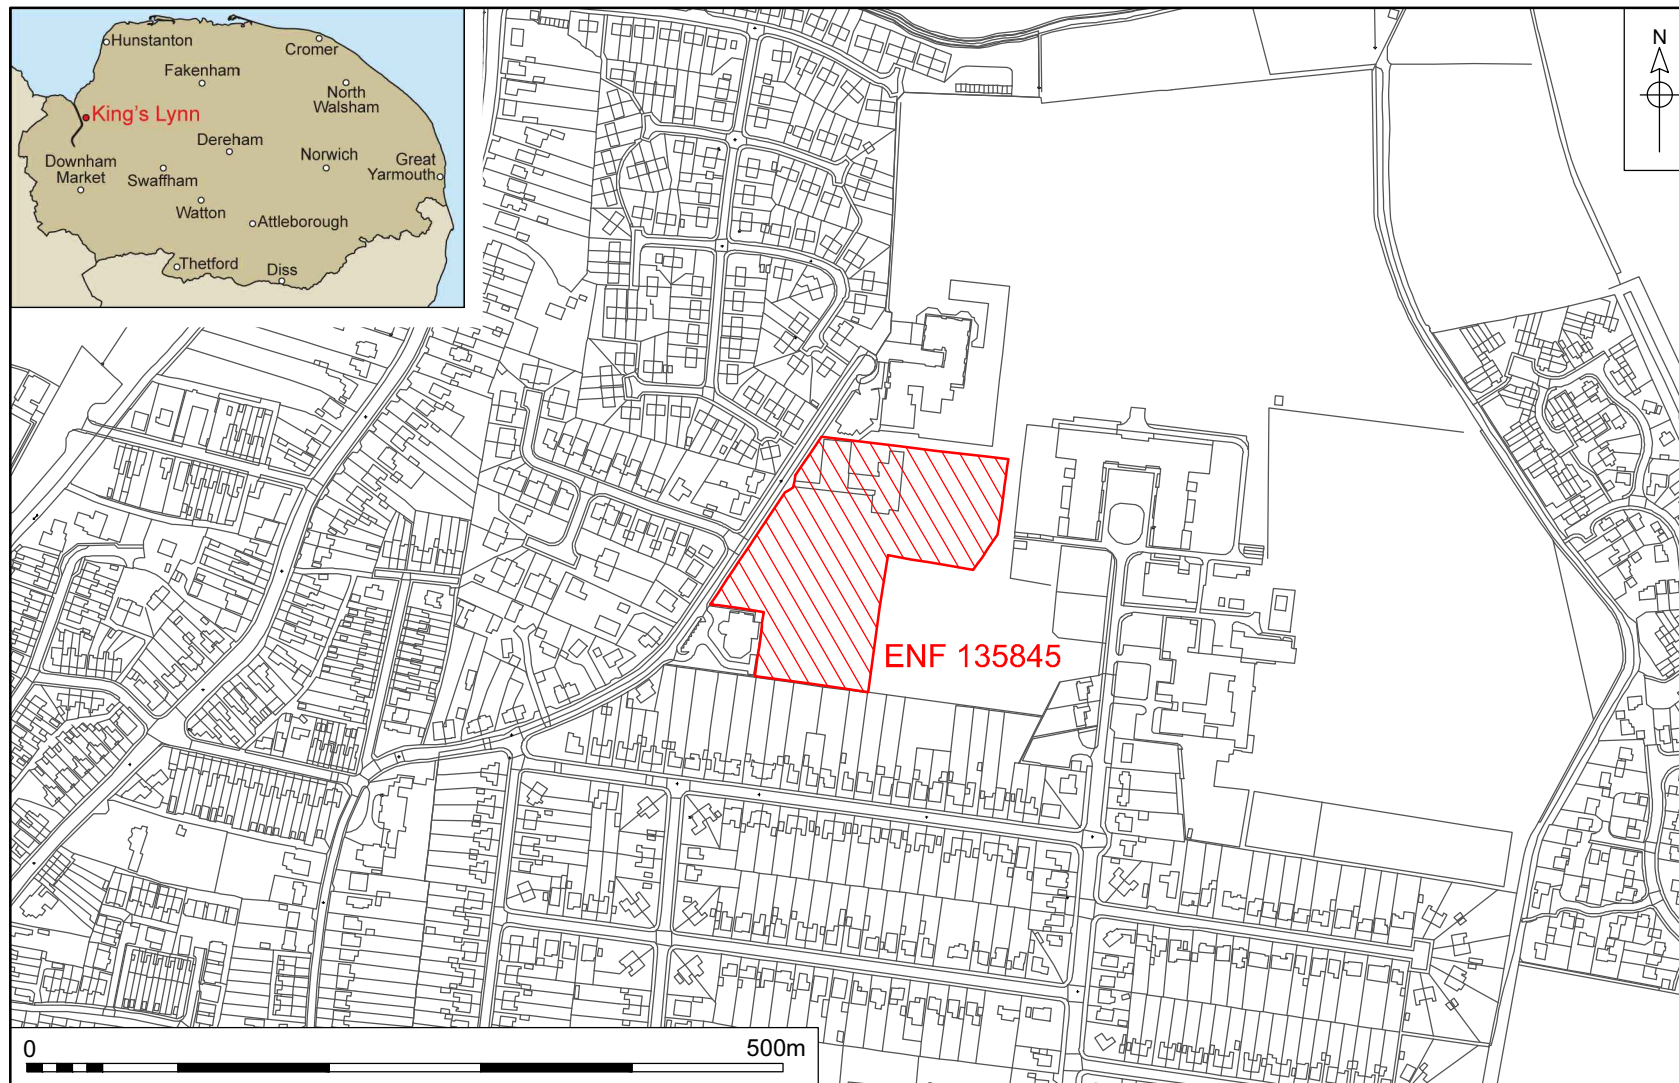 Hunstanton
Cromer
Fakenham
North
Walsham
King's Lynn
Dereham
Norwich
Great
Yarmouth
Downham
Market
Swaffham
Watton
Attleborough
Thetford
Diss
N
ENF 135845
0
500m